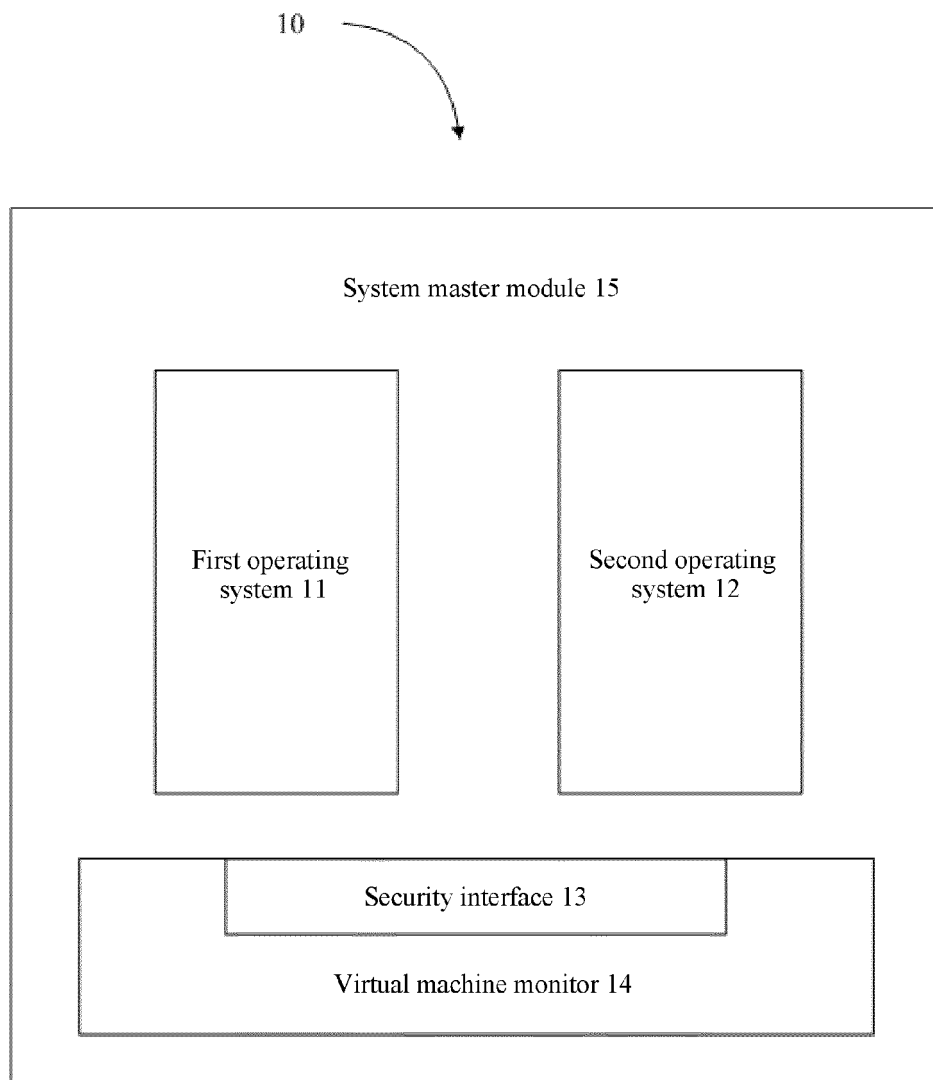 10
System master module 15
First operating
system 11
Second operating
system 12
Security interface 13
Virtual machine monitor 14